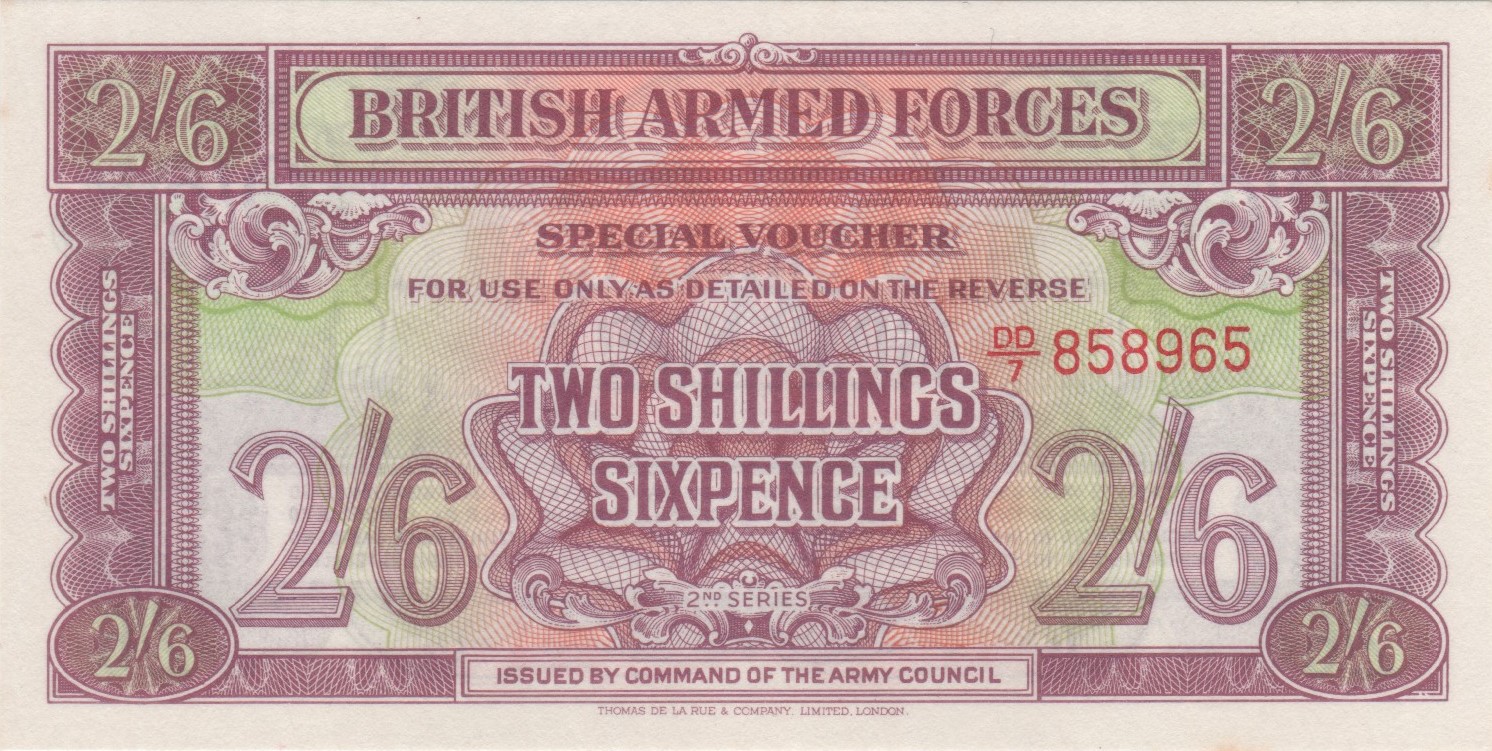 2/6 BRITISH ARMED FORCES 2/6
SPECIAL VOUCHER
FOR USE ONLY AS DETAILED ON THE REVERSE
DD/7 858965
TWO SHILLINGS
SIXPENCE
TWO SHILLINGS
SIXPENCE
TWO SHILLINGS
SIXPENCE
2/6 2/6
2ND SERIES
2/6 2/6
ISSUED BY COMMAND OF THE ARMY COUNCIL
THOMAS DE LA RUE & COMPANY, LIMITED, LONDON.